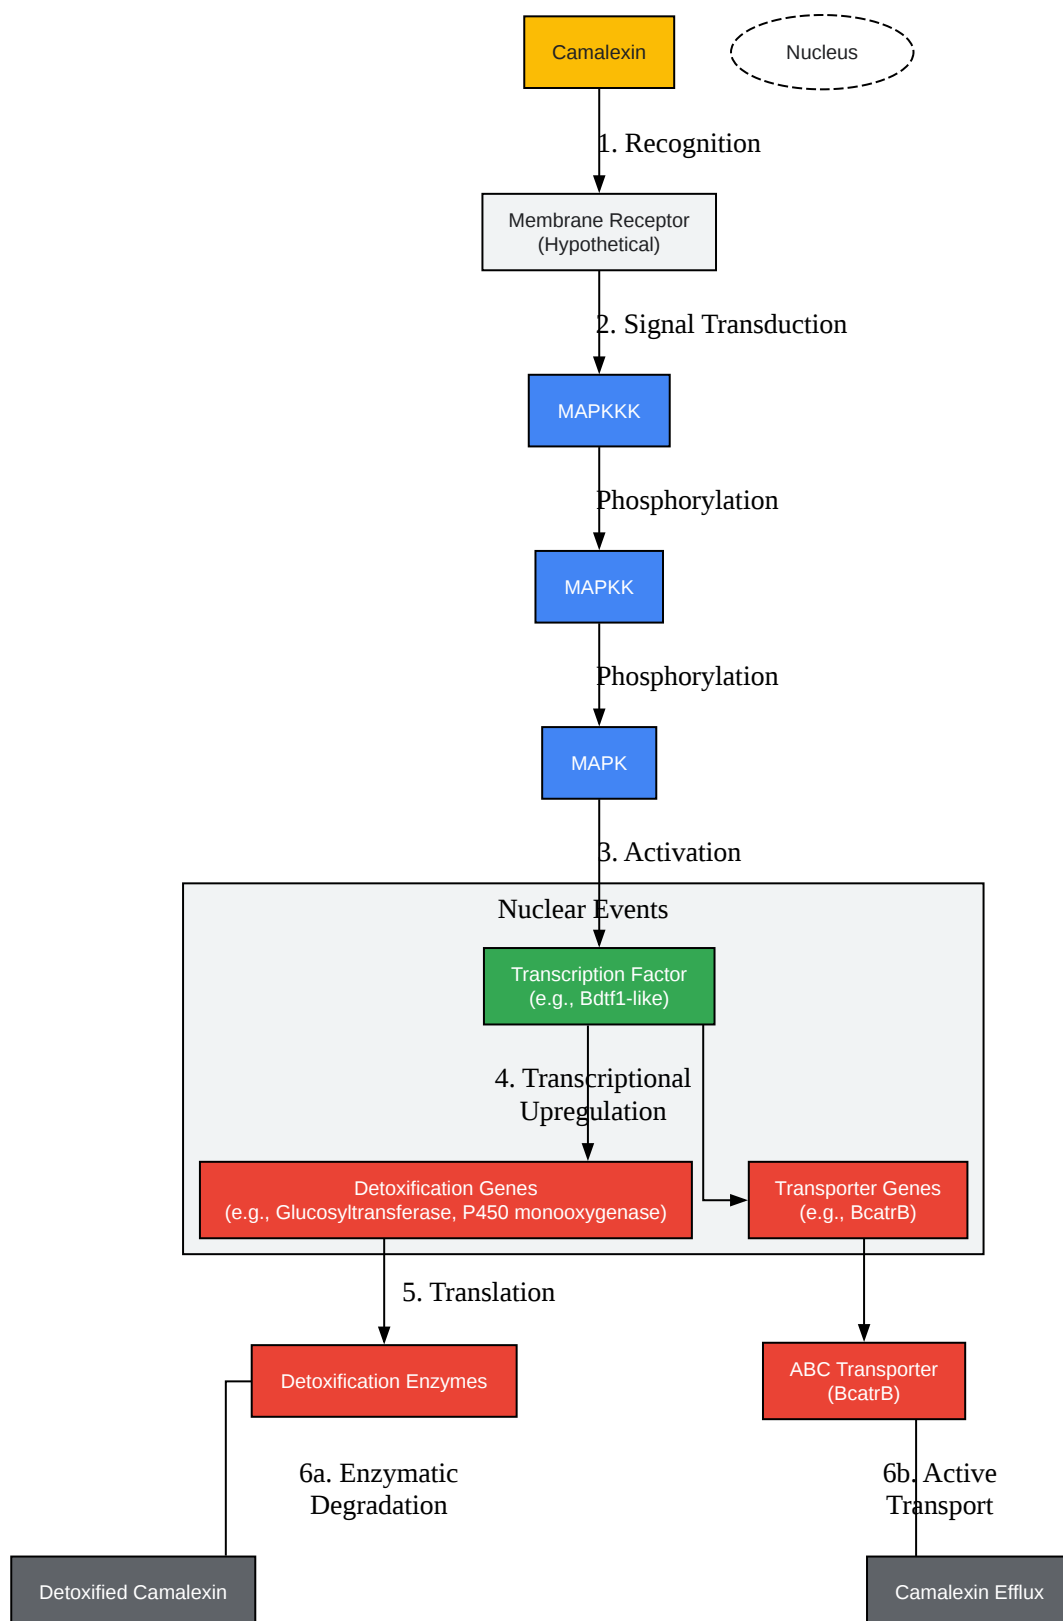 Camalexin
Nucleus
1. Recognition
Membrane Receptor
(Hypothetical)
2. Signal Transduction
MAPKKK
Phosphorylation
MAPKK
Phosphorylation
MAPK
3. Activation
Nuclear Events
Transcription Factor
(e.g., Bdtf1-like)
4. Transcriptional
Upregulation
Detoxification Genes
(e.g., Glucosyltransferase, P450 monooxygenase)
Transporter Genes
(e.g., BcatrB)
5. Translation
Detoxification Enzymes
ABC Transporter
(BcatrB)
6a. Enzymatic
Degradation
6b. Active
Transport
Detoxified Camalexin
Camalexin Efflux